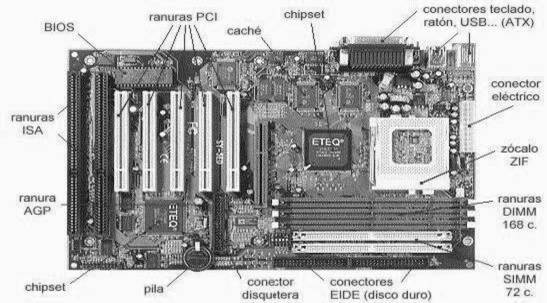 BIOS
ranuras PCI
caché
chipset
conectores teclado,
ratón, USB... (ATX)
conector
eléctrico
zócalo
ZIF
ranuras
DIMM
168 c.
ranuras
SIMM
72 c.
ranuras
ISA
ranura
AGP
chipset
pila
conector
disquetera
conectores
EIDE (disco duro)
ETEQ
ETEQ